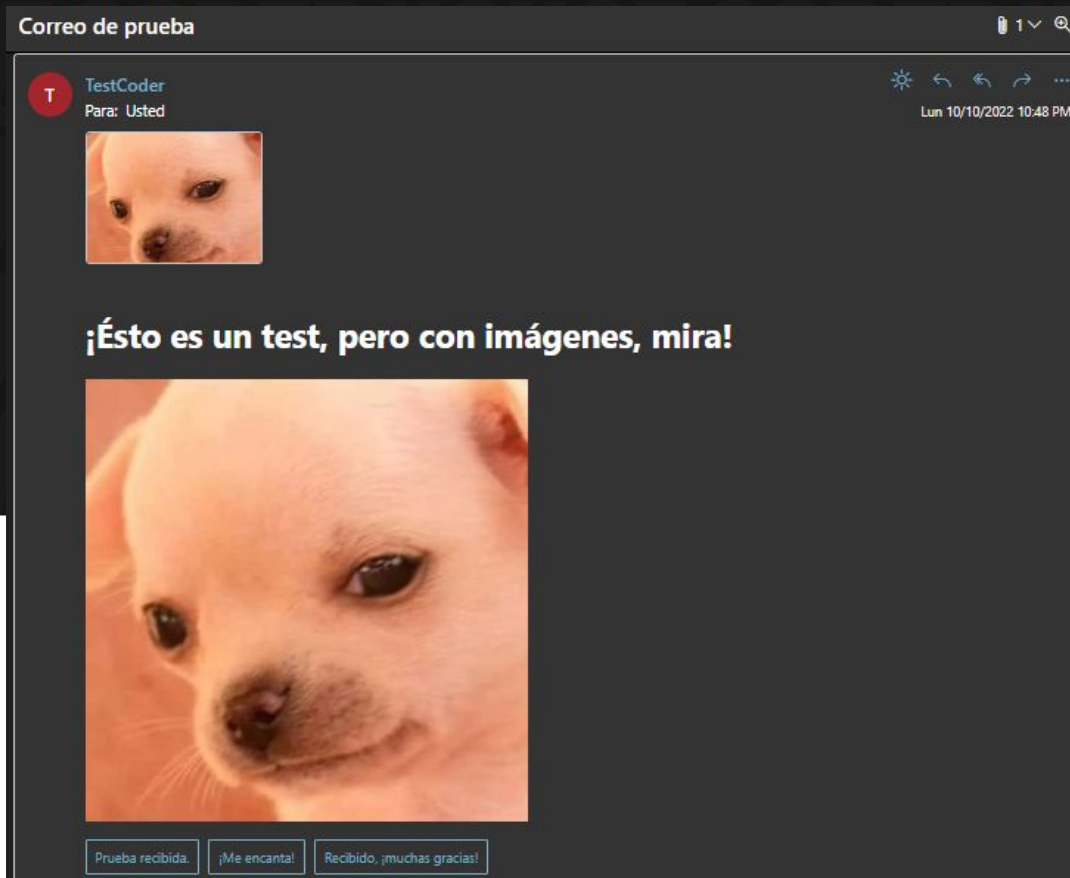 Correo de prueba
1
T
TestCoder
Para: Usted
Lun 10/10/2022 10:48 PM
¡Ésto es un test, pero con imágenes, mira!
Prueba recibida.
¡Me encanta!
Recibido, ¡muchas gracias!